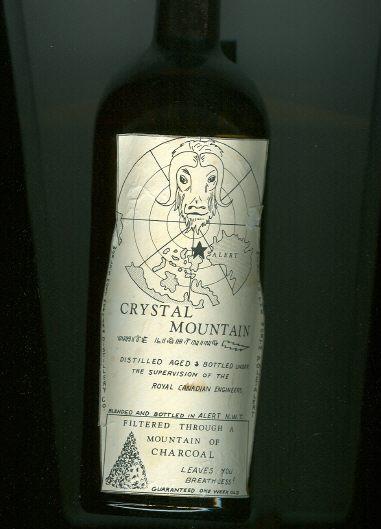 ALERT
CRYSTAL
MOUNTAIN
WHITE LIGHTNING
DISTILLED AGED & BOTTLED UNDER
THE SUPERVISION OF THE
ROYAL CANADIAN ENGINEERS
BLENDED AND BOTTLED IN ALERT N.W.T.
FILTERED THROUGH A
MOUNTAIN OF
CHARCOAL
LEAVES YOU
BREATHLESS!
GUARANTEED ONE WEEK OLD